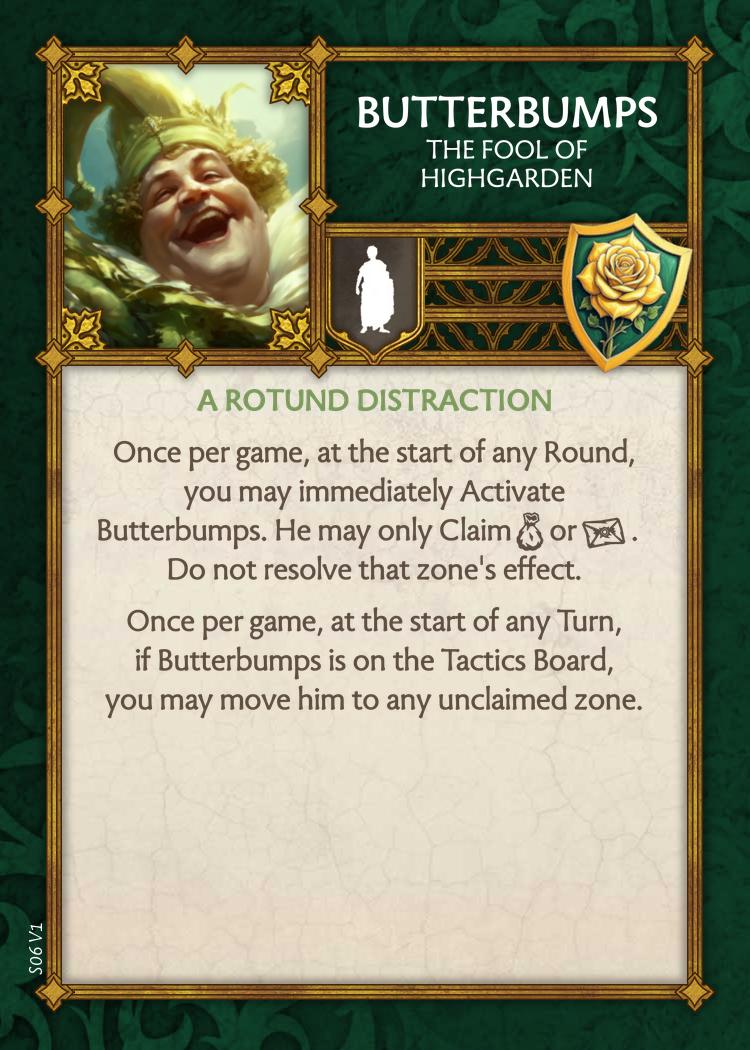 BUTTERBUMPS
THE FOOL OF
HIGHGARDEN
A ROTUND DISTRACTION
Once per game, at the start of any Round,
you may immediately Activate
Butterbumps. He may only Claim or .
Do not resolve that zone's effect.
Once per game, at the start of any Turn,
if Butterbumps is on the Tactics Board,
you may move him to any unclaimed zone.
S06 V1